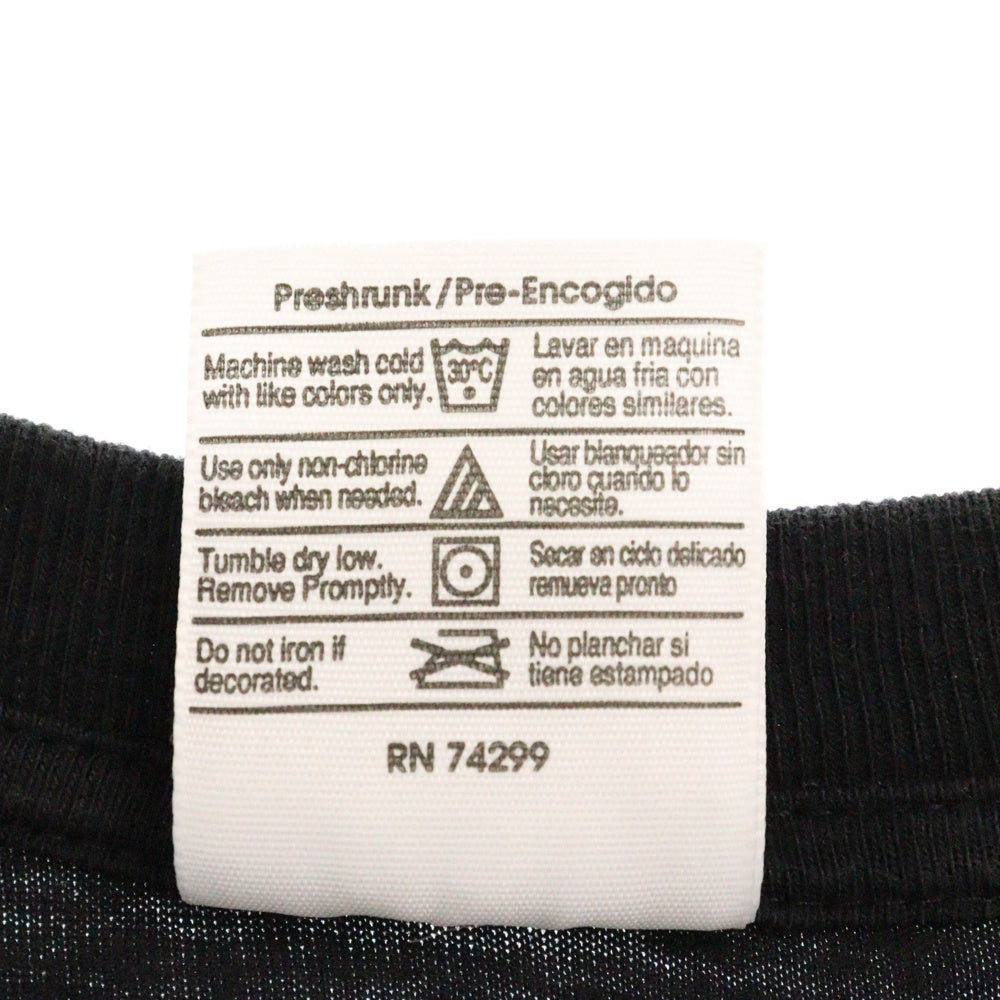 Preshrunk / Pre-Encogido
Machine wash cold
with like colors only.
30°C
Lavar en maquina
en agua fria con
colores similares.
Use only non-chlorine
bleach when needed.
Usar blanqueador sin
cloro quando lo
necesite.
Tumble dry low.
Remove Promptly.
Secar en ciclo delicado
remueva pronto
Do not iron if
decorated.
No planchar si
tiene estampado
RN 74299